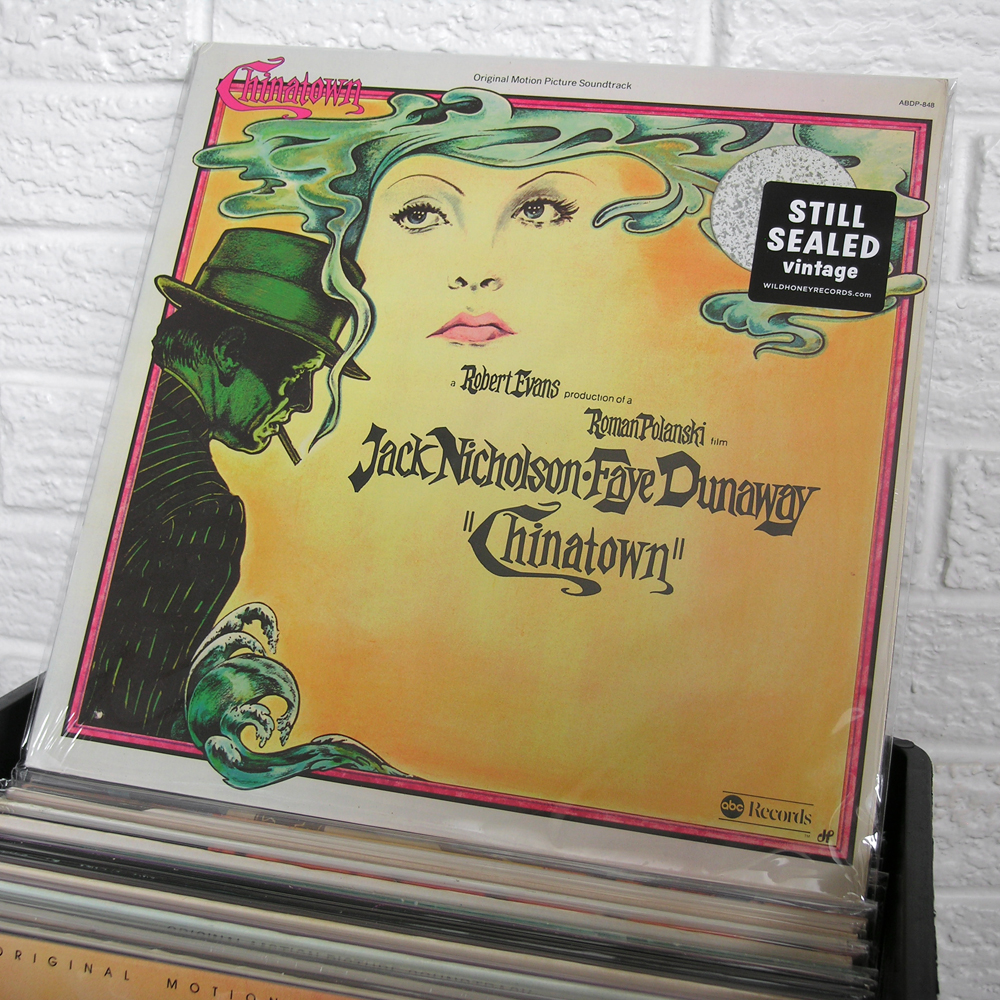 Chinatown
Original Motion Picture Soundtrack
ABDP-848
STILL
SEALED
vintage
WILDHONEYRECORDS.com
a Robert Evans production of a
Roman Polanski film
Jack Nicholson·Faye Dunaway
"Chinatown"
abc Records
JP
ORIGINAL MOTION